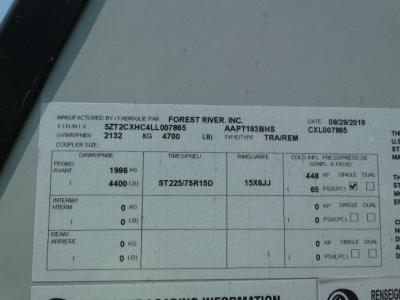 MANUFACTURED BY / FABRIQUE PAR: FOREST RIVER, INC. DATE 08/29/2019
V.I.N./N.I.V. : 5ZT2CXHC4LL007865 AAPT193BHS CXL007865
GVWR/PNBV 2132 KG 4700 LB) TYPE/TYPE: TRA/REM
COUPLER SIZE:
GAWR/PNBE TIRES/PNEU RIMS/JANTE COLD INFL. PRESS/PRESS DE GONFL. A FROID
FRONT/ AVANT 1996 KG 448 KP SINGLE DUAL
( 4400 LB) ST225/75R15D 15X6JJ ( 65 PSI/LPC)
INTERM/ INTERM 0 KG 0 KP SINGLE DUAL
( 0 LB) ( 0 PSI/LPC)
REAR/ ARRIERE 0 KG 0 KP SINGLE DUAL
( 0 LB) ( 0 PSI/LPC)
LOADING INFORMATION
RENSEIGN